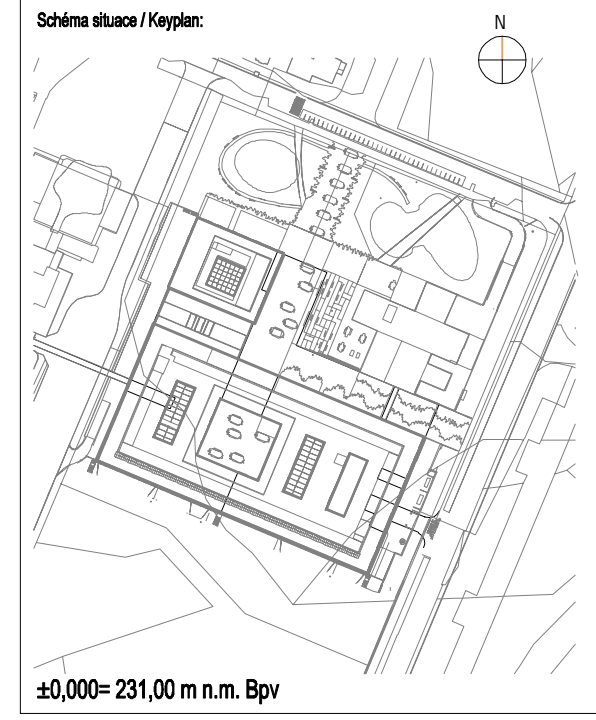 Schéma situace / Keyplan:
N
±0,000= 231,00 m n.m. Bpv